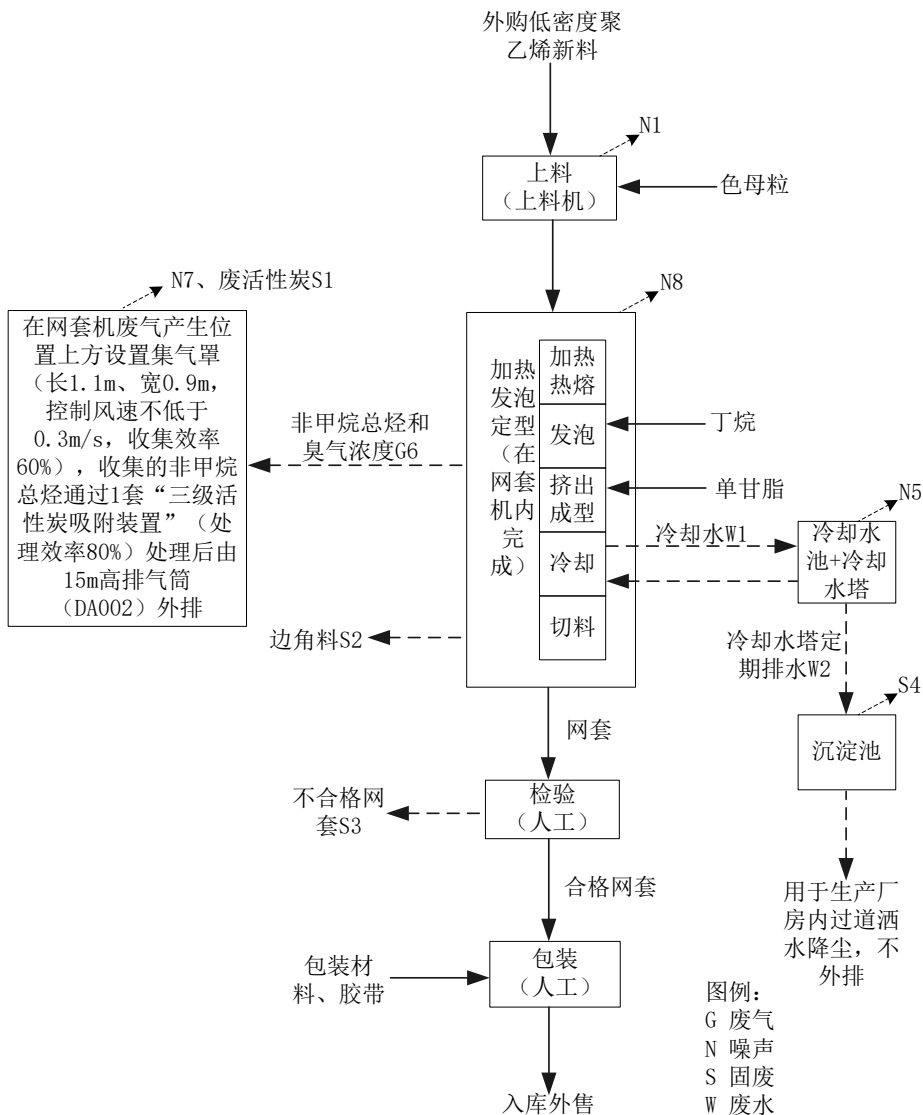 外购低密度聚
乙烯新料
N1
上料
（上料机）
色母粒
N7、废活性炭S1
在网套机废气产生位
置上方设置集气罩
（长1.1m、宽0.9m，
控制风速不低于
0.3m/s，收集效率
60%），收集的非甲烷
总烃通过1套“三级活
性炭吸附装置”（处
理效率80%）处理后由
15m高排气筒
（DA002）外排
非甲烷总烃和
臭气浓度G6
N8
加热
发泡
定型
（在
网套
机内
完成）
加热
热熔
发泡
挤出
成型
冷却
切料
丁烷
单甘脂
冷却水W1
N5
冷却水
池+冷却
水塔
冷却水塔定
期排水W2
S4
沉淀池
用于生产厂
房内过道洒
水降尘，不
外排
边角料S2
网套
检验
（人工）
不合格网
套S3
合格网套
包装材
料、胶带
包装
（人工）
入库外售
图例：
G 废气
N 噪声
S 固废
W 废水